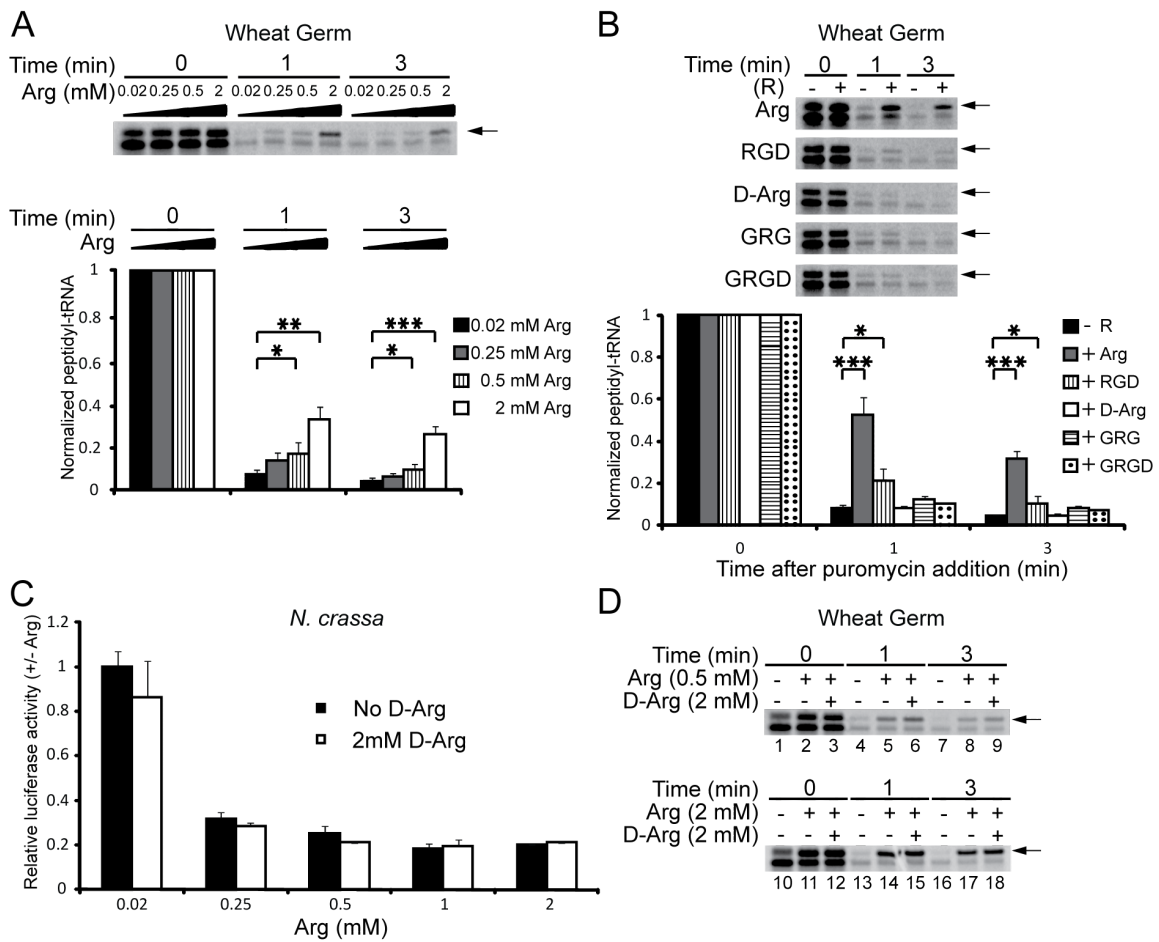 A
Wheat Germ
Time (min) 0 1 3
Arg (mM) 0.02 0.25 0.5 2 0.02 0.25 0.5 2 0.02 0.25 0.5 2
Time (min) 0 1 3
Arg
Normalized peptidyl-tRNA
1
0.8
0.6
0.4
0.2
0
** ***
* *
0.02 mM Arg
0.25 mM Arg
0.5 mM Arg
2 mM Arg
B
Wheat Germ
Time (min) 0 1 3
(R) - + - + - +
Arg
RGD
D-Arg
GRG
GRGD
Normalized peptidyl-tRNA
1
0.8
0.6
0.4
0.2
0
* *
*** ***
- R
+ Arg
+ RGD
+ D-Arg
+ GRG
+ GRGD
0 1 3
Time after puromycin addition (min)
C
N. crassa
Relative luciferase activity (+/- Arg)
1.2
1
0.8
0.6
0.4
0.2
0
No D-Arg
2mM D-Arg
0.02 0.25 0.5 1 2
Arg (mM)
D
Wheat Germ
Time (min) 0 1 3
Arg (0.5 mM) - + + - + + - + +
D-Arg (2 mM) + + +
1 2 3 4 5 6 7 8 9
Time (min) 0 1 3
Arg (2 mM) - + + - + + - + +
D-Arg (2 mM) + + +
10 11 12 13 14 15 16 17 18